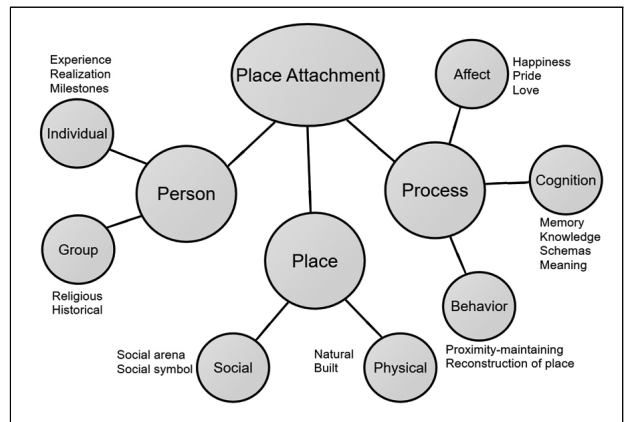 Place Attachment
Experience
Realization
Milestones
Individual
Person
Group
Religious
Historical
Place
Social arena
Social symbol
Social
Natural
Built
Physical
Process
Affect
Happiness
Pride
Love
Cognition
Memory
Knowledge
Schemas
Meaning
Behavior
Proximity-maintaining
Reconstruction of place